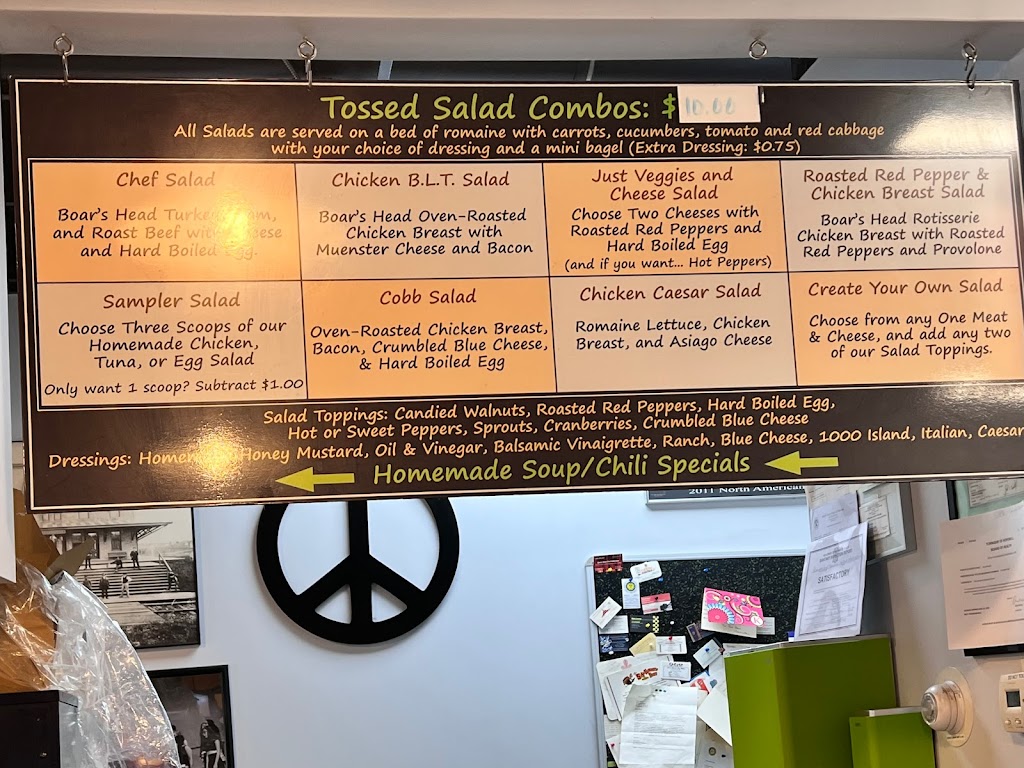 Tossed Salad Combos: $10.00
All Salads are served on a bed of romaine with carrots, cucumbers, tomato and red cabbage
with your choice of dressing and a mini bagel (Extra Dressing: $0.75)
Chef Salad
Boar's Head Turkey, Ham,
and Roast Beef with Cheese
and Hard Boiled Egg.
Chicken B.L.T. Salad
Boar's Head Oven-Roasted
Chicken Breast with
Muenster Cheese and Bacon
Just Veggies and
Cheese Salad
Choose Two Cheeses with
Roasted Red Peppers and
Hard Boiled Egg
(and if you want... Hot Peppers)
Roasted Red Pepper &
Chicken Breast Salad
Boar's Head Rotisserie
Chicken Breast with Roasted
Red Peppers and Provolone
Sampler Salad
Choose Three Scoops of our
Homemade Chicken,
Tuna, or Egg Salad
Only want 1 scoop? Subtract $1.00
Cobb Salad
Oven-Roasted Chicken Breast,
Bacon, Crumbled Blue Cheese,
& Hard Boiled Egg
Chicken Caesar Salad
Romaine Lettuce, Chicken
Breast, and Asiago Cheese
Create Your Own Salad
Choose from any One Meat
& Cheese, and add any two
of our Salad Toppings.
Salad Toppings: Candied Walnuts, Roasted Red Peppers, Hard Boiled Egg,
Hot or Sweet Peppers, Sprouts, Cranberries, Crumbled Blue Cheese
Dressings: Homemade Honey Mustard, Oil & Vinegar, Balsamic Vinaigrette, Ranch, Blue Cheese, 1000 Island, Italian, Caesar
Homemade Soup/Chili Specials
2011 North American
SATISFACTORY